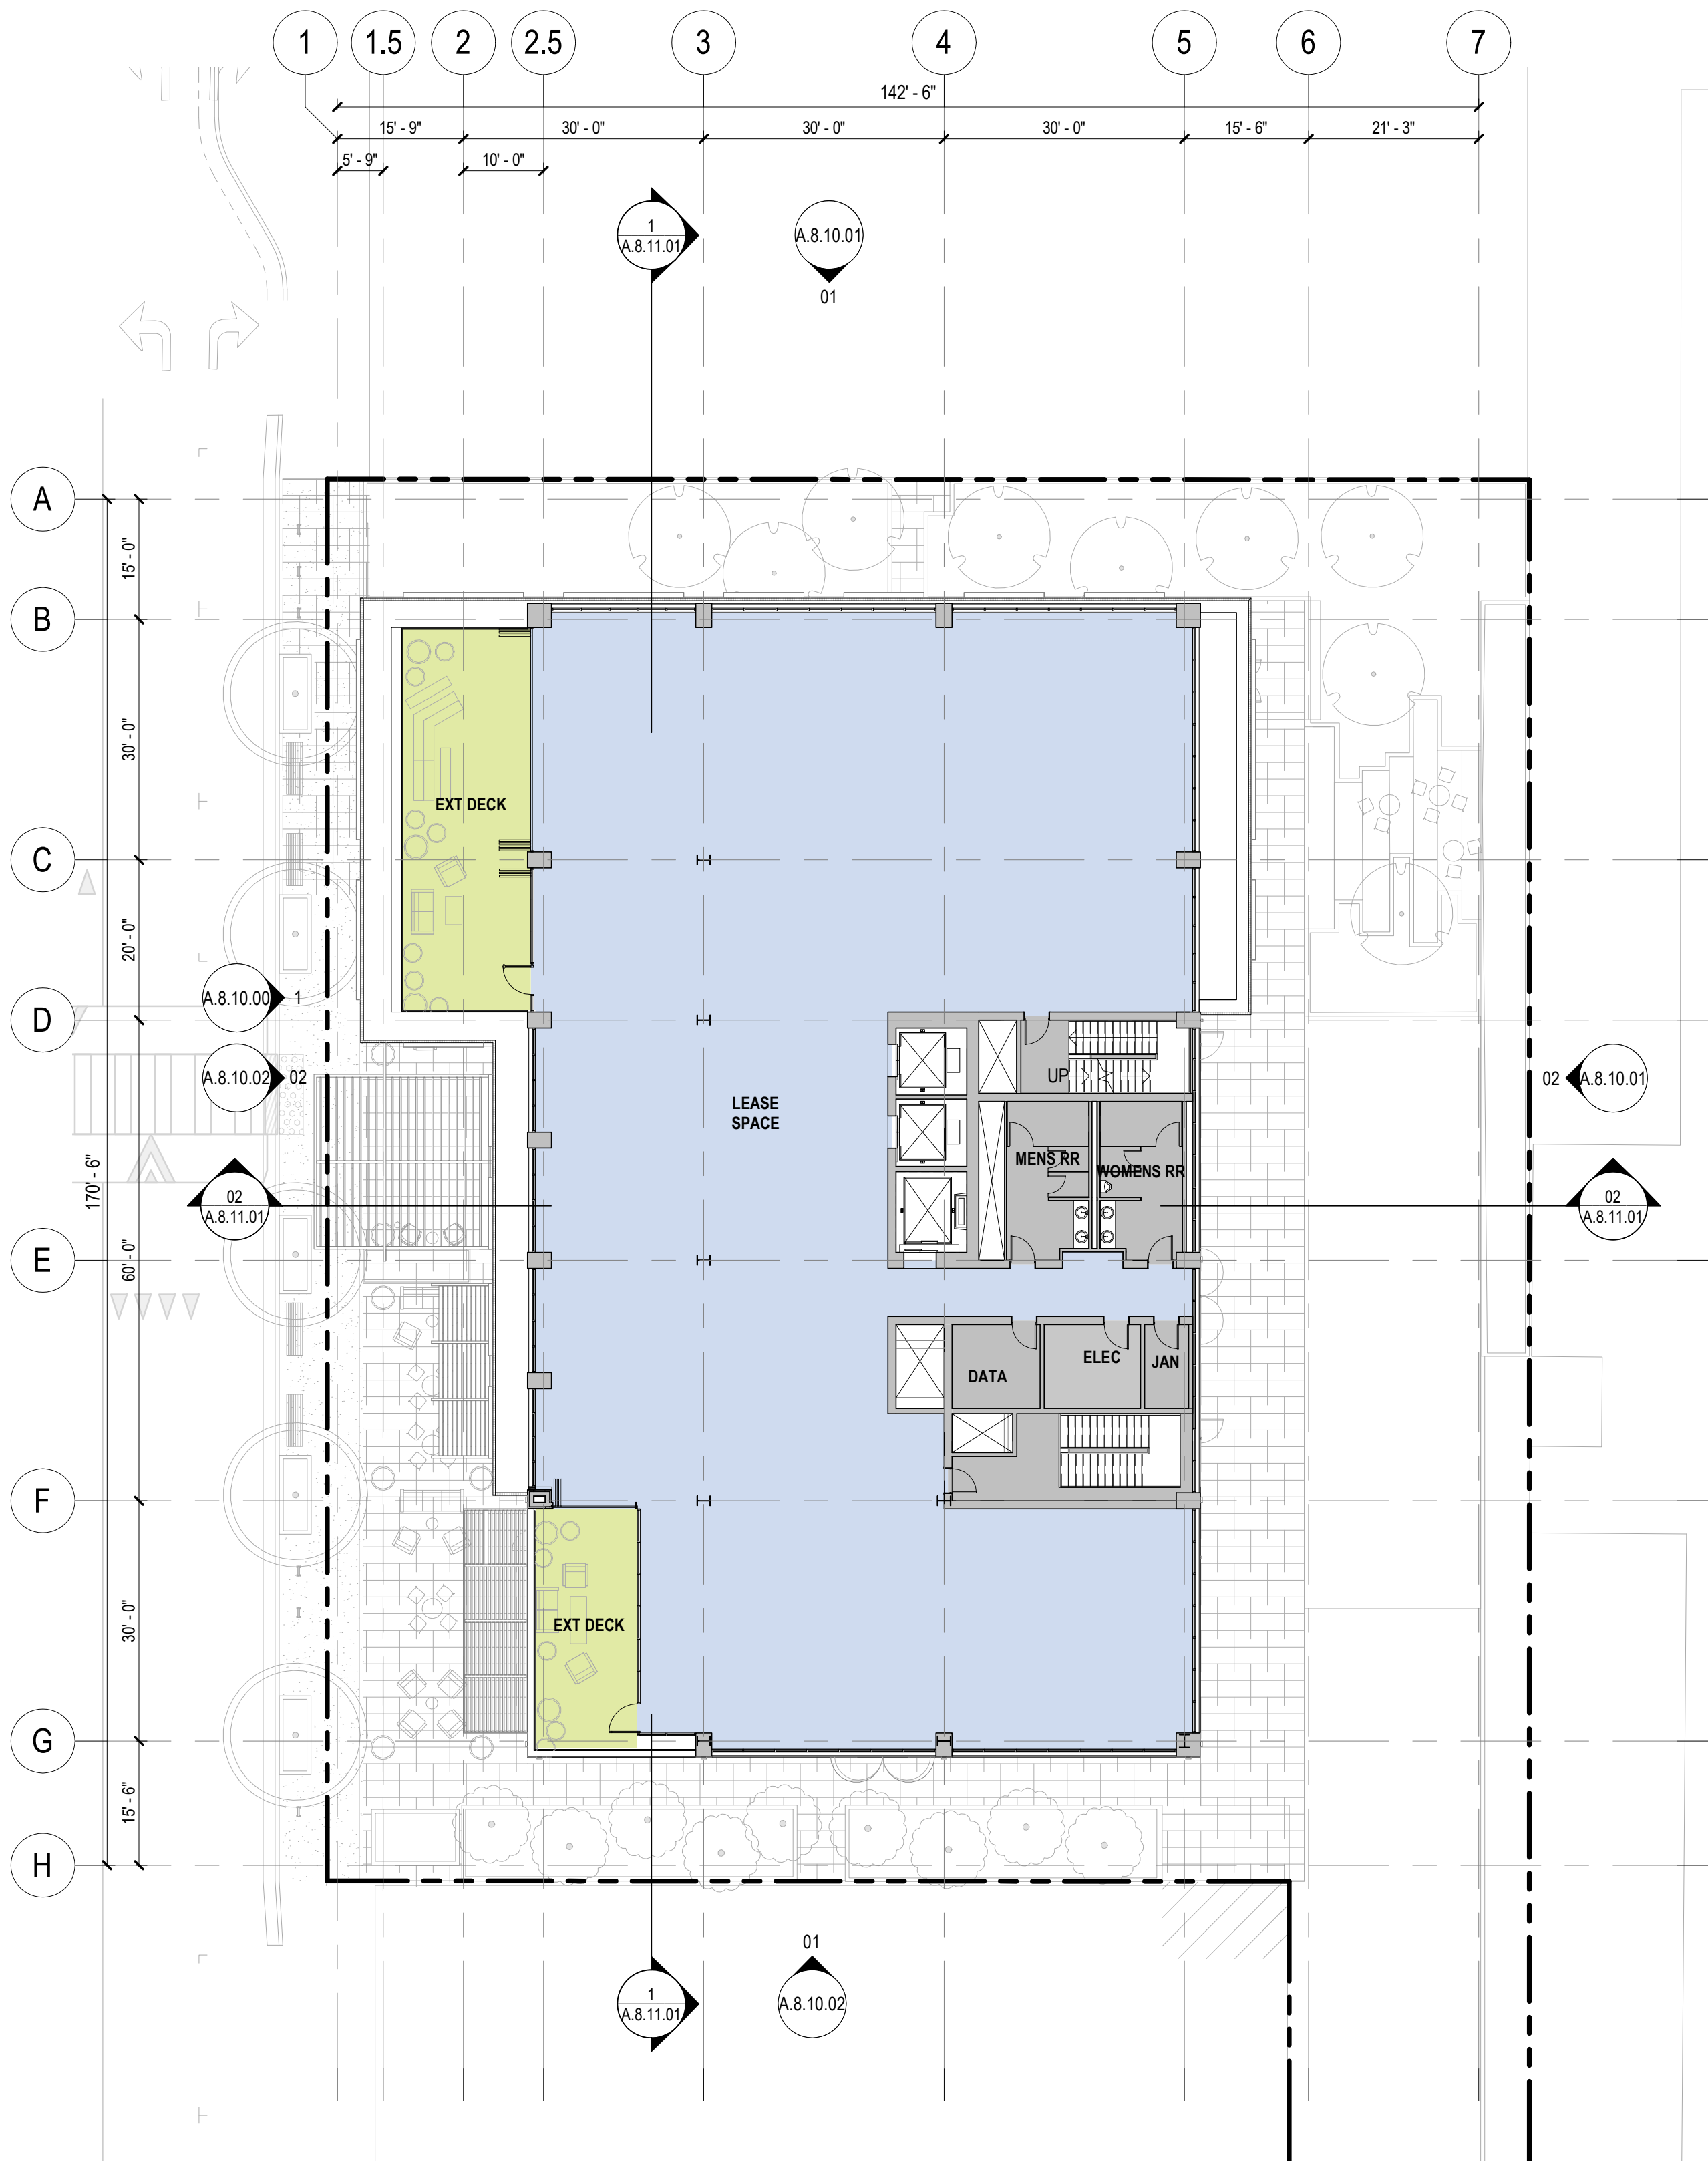 1 1.5 2 2.5 3 4 5 6 7
142' - 6"
15' - 9" 30' - 0" 30' - 0" 30' - 0" 15' - 6" 21' - 3"
5' - 9" 10' - 0"
1
A.8.11.01
A.8.10.01
01
A
15' - 0"
B
30' - 0"
EXT DECK
C
20' - 0"
A.8.10.00 1
D
A.8.10.02 02
02 A.8.10.01
UP
LEASE
SPACE
MENS RR
WOMENS RR
170' - 6"
02
A.8.11.01
02
A.8.11.01
E
60' - 0"
DATA
ELEC
JAN
F
30' - 0"
EXT DECK
G
15' - 6"
H
01
A.8.10.02
1
A.8.11.01